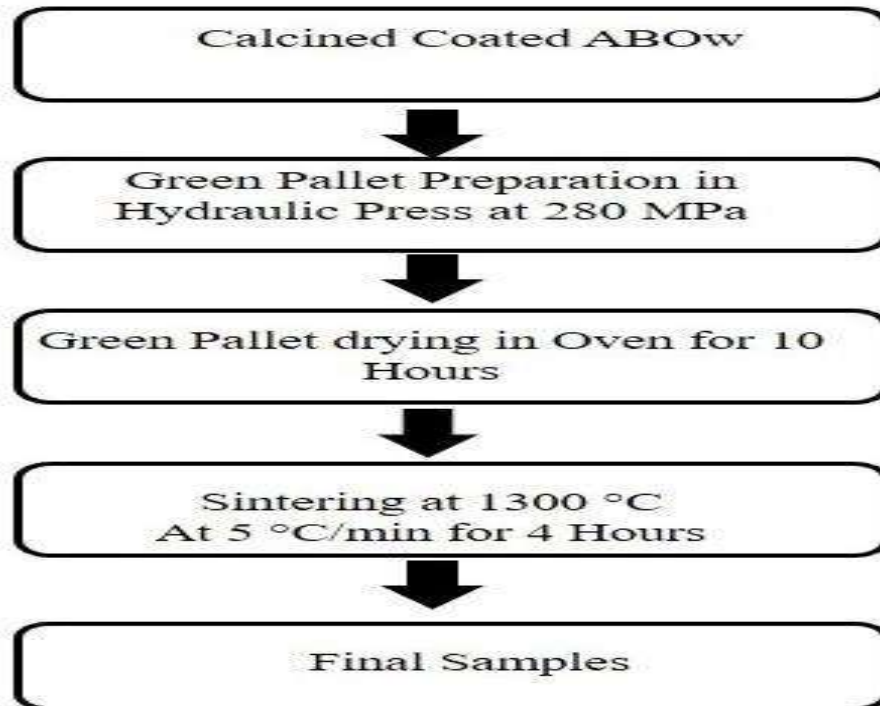 Calcined Coated ABOw
Green Pallet Preparation in
Hydraulic Press at 280 MPa
Green Pallet drying in Oven for 10
Hours
Sintering at 1300 °C
At 5 °C/min for 4 Hours
Final Samples